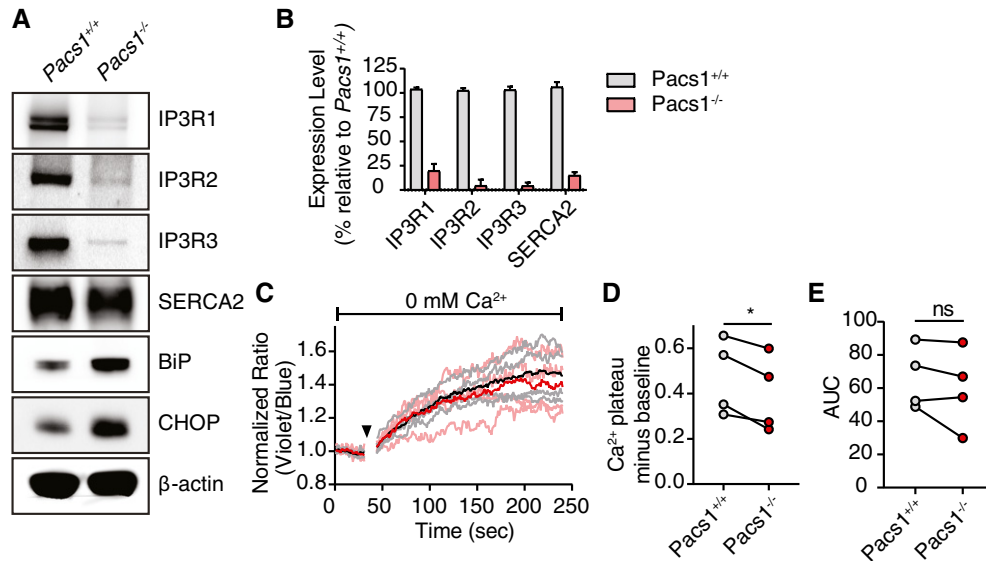 A
Pacs1+/+
Pacs1-/-
IP3R1
IP3R2
IP3R3
SERCA2
BiP
CHOP
β-actin
B
Expression Level
(% relative to Pacs1+/+)
125
100
75
50
25
0
IP3R1
IP3R2
IP3R3
SERCA2
Pacs1+/+
Pacs1-/-
C
0 mM Ca²⁺
Normalized Ratio
(Violet/Blue)
1.6
1.4
1.2
1.0
0.8
0
50
100
150
200
250
Time (sec)
D
*
Ca²⁺ plateau
minus baseline
0.6
0.4
0.2
0.0
Pacs1+/+
Pacs1-/-
E
ns
AUC
100
80
60
40
20
0
Pacs1+/+
Pacs1-/-